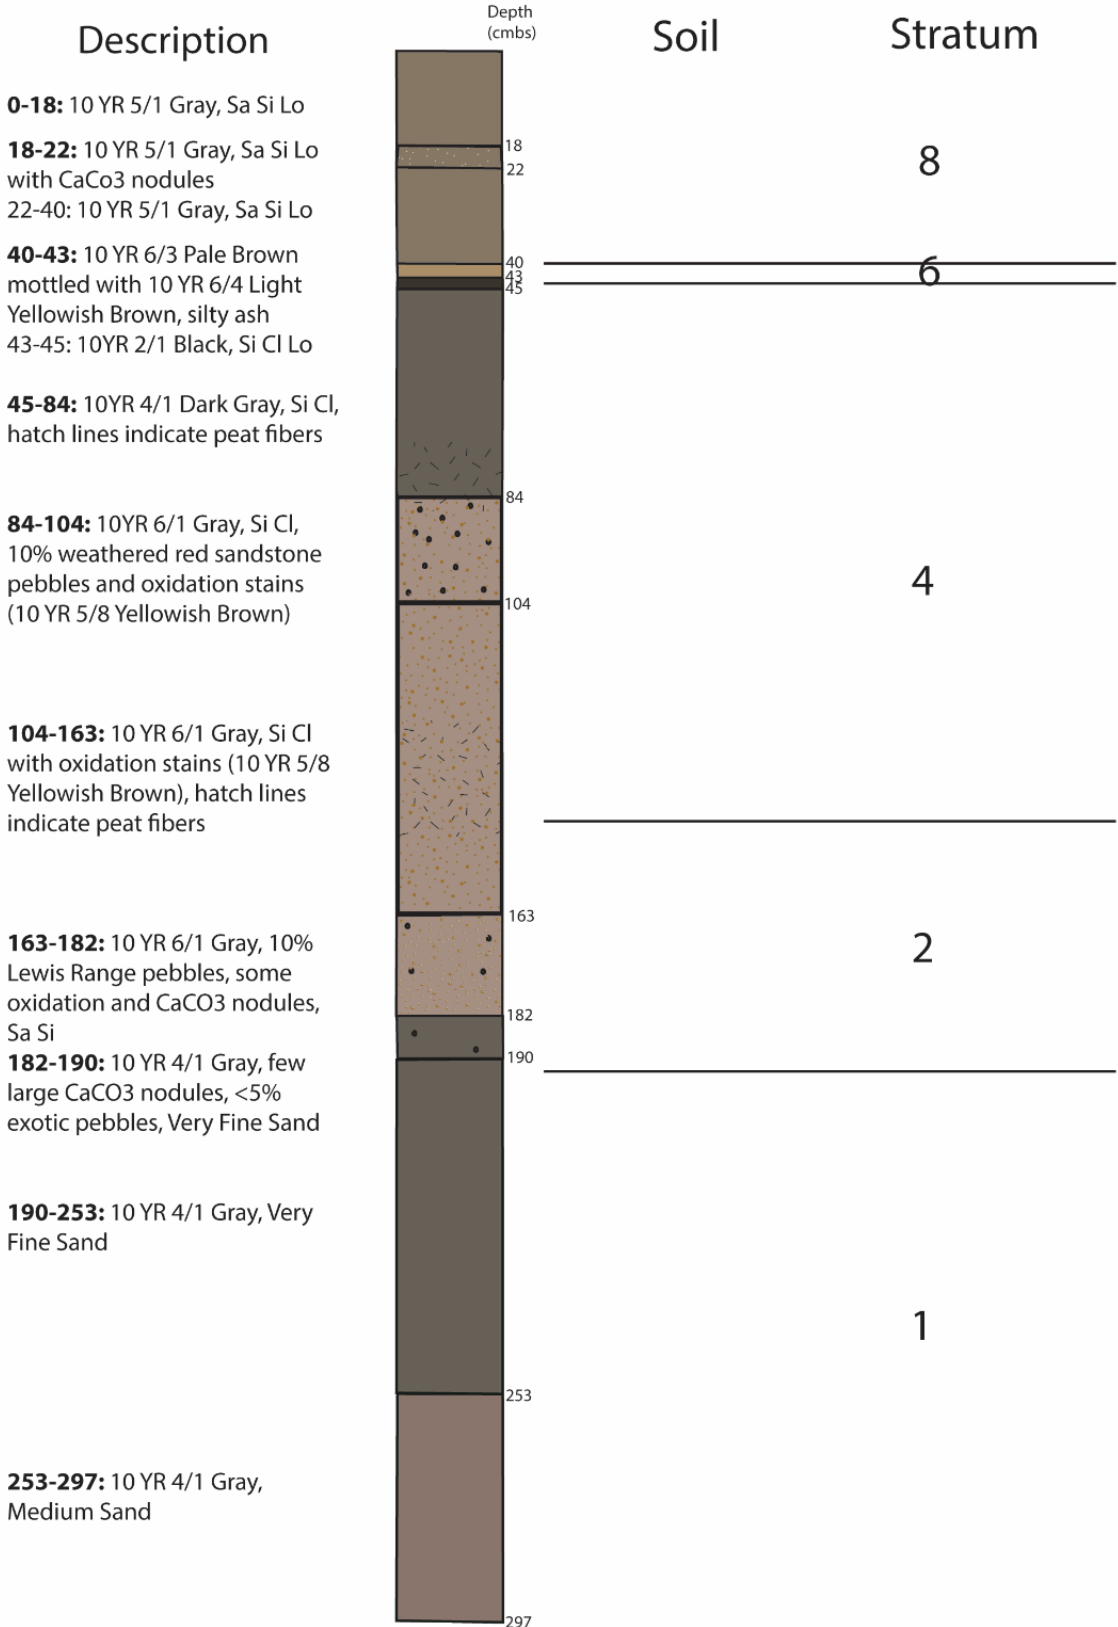 Description
Depth
(cmbs)
Soil
Stratum
0-18: 10 YR 5/1 Gray, Sa Si Lo
18-22: 10 YR 5/1 Gray, Sa Si Lo
with CaCo3 nodules
22-40: 10 YR 5/1 Gray, Sa Si Lo
40-43: 10 YR 6/3 Pale Brown
mottled with 10 YR 6/4 Light
Yellowish Brown, silty ash
43-45: 10YR 2/1 Black, Si Cl Lo
45-84: 10YR 4/1 Dark Gray, Si Cl,
hatch lines indicate peat fibers
84-104: 10YR 6/1 Gray, Si Cl,
10% weathered red sandstone
pebbles and oxidation stains
(10 YR 5/8 Yellowish Brown)
104-163: 10 YR 6/1 Gray, Si Cl
with oxidation stains (10 YR 5/8
Yellowish Brown), hatch lines
indicate peat fibers
163-182: 10 YR 6/1 Gray, 10%
Lewis Range pebbles, some
oxidation and CaCO3 nodules,
Sa Si
182-190: 10 YR 4/1 Gray, few
large CaCO3 nodules, <5%
exotic pebbles, Very Fine Sand
190-253: 10 YR 4/1 Gray, Very
Fine Sand
253-297: 10 YR 4/1 Gray,
Medium Sand
18
22
40
43
45
84
104
163
182
190
253
297
8
6
4
2
1